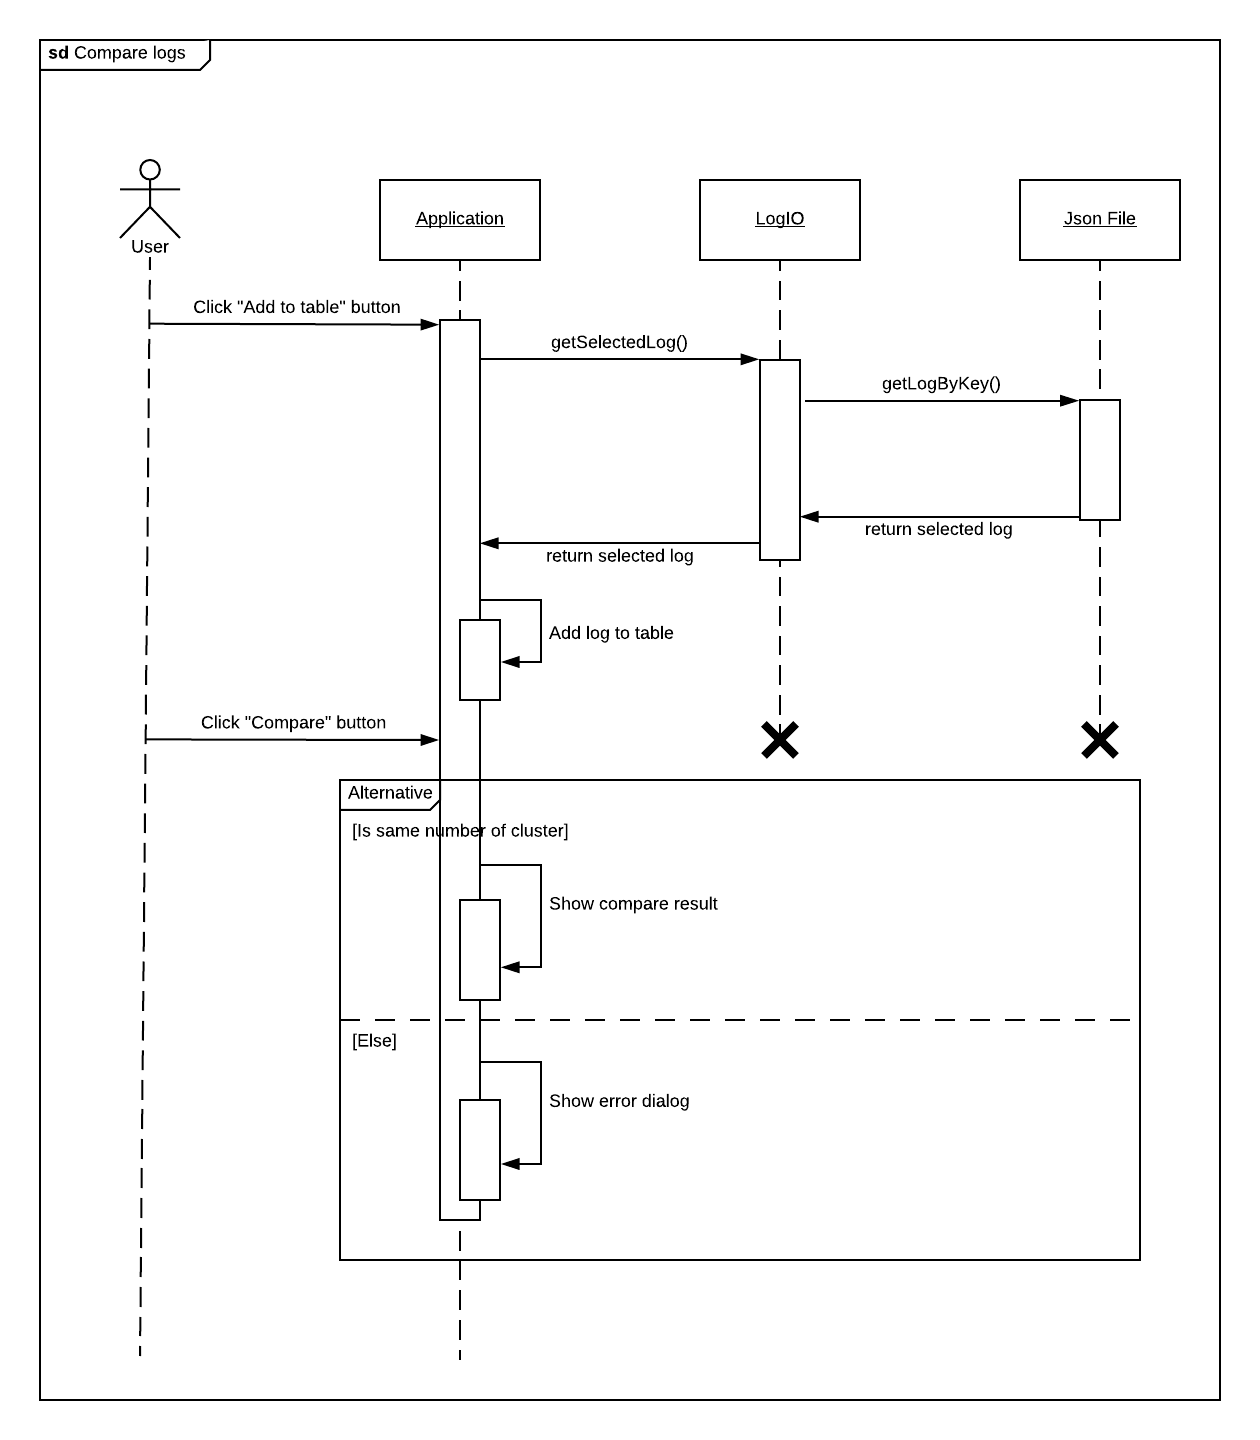 sd Compare logs
User
Application
LogIO
Json File
Click "Add to table" button
getSelectedLog()
getLogByKey()
return selected log
return selected log
Add log to table
Click "Compare" button
Alternative
[Is same number of cluster]
Show compare result
[Else]
Show error dialog